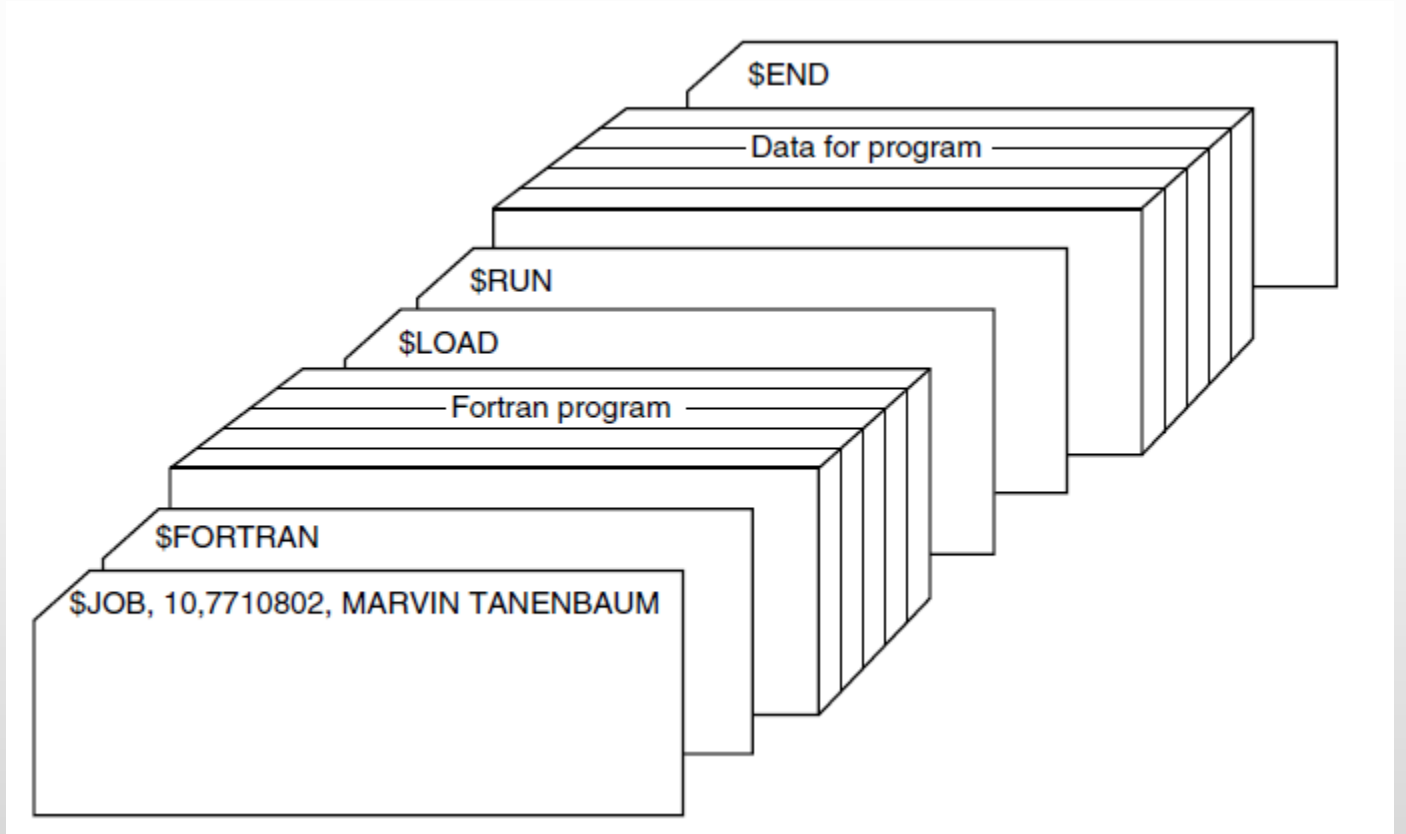 $END
Data for program
$RUN
$LOAD
Fortran program
$FORTRAN
$JOB, 10,7710802, MARVIN TANENBAUM